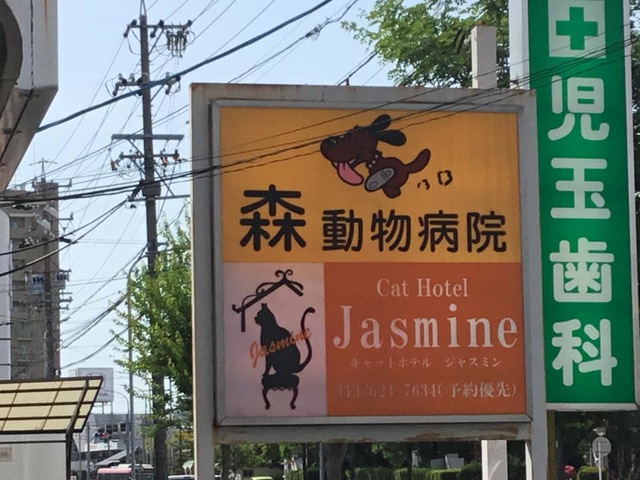 森動物病院
Cat Hotel
Jasmine
キャットホテル ジャスミン
(予約優先)
Jasmine
児玉歯科